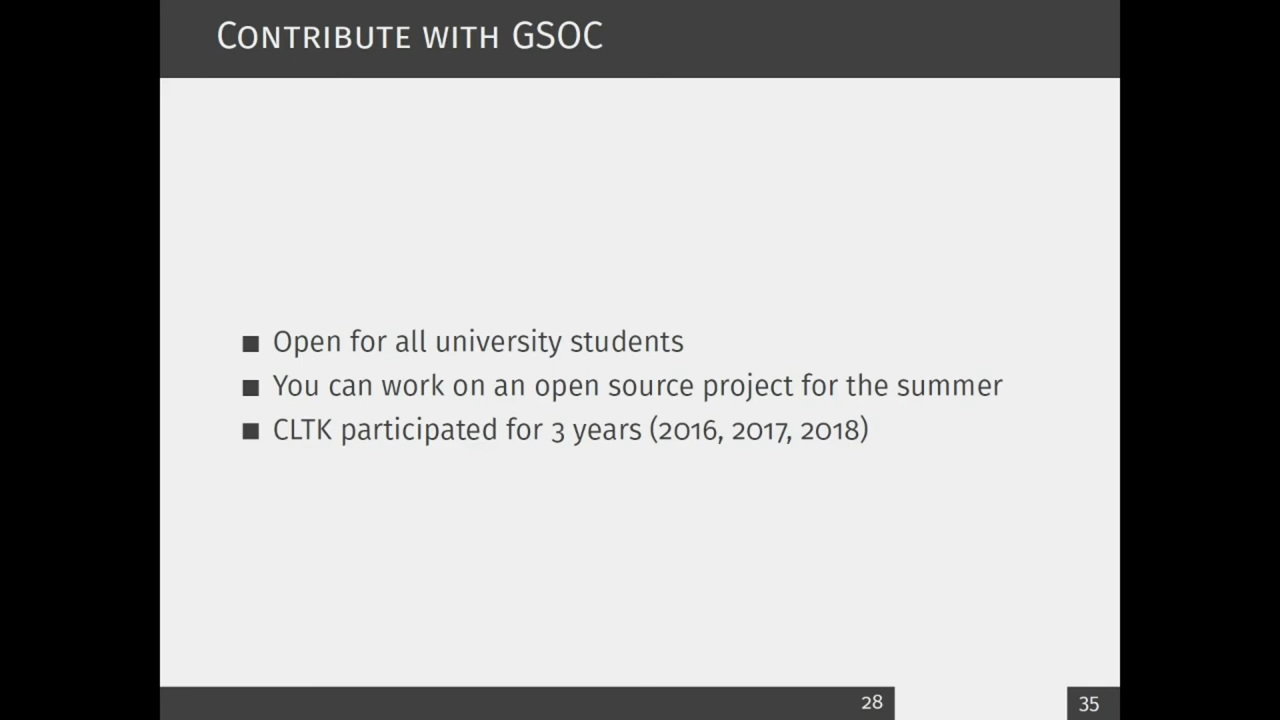 CONTRIBUTE WITH GSOC
Open for all university students
You can work on an open source project for the summer
CLTK participated for 3 years (2016, 2017, 2018)
28
35